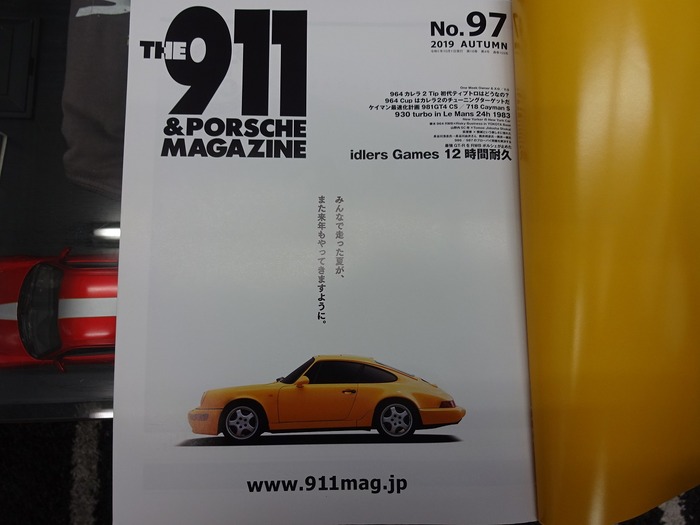 THE 911
& PORSCHE
MAGAZINE
No. 97
2019 AUTUMN
964 カレラ 2 Tip 初代ティプトロはどうなの？
964 Cup はカレラ2のチューニングターゲットだ
ケイマン最速化計画 981GT4 CS / 718 Cayman S
930 turbo in Le Mans 24h 1983
idlers Games 12 時間耐久
みんなで走った夏が、
また来年もやってきますように。
www.911mag.jp